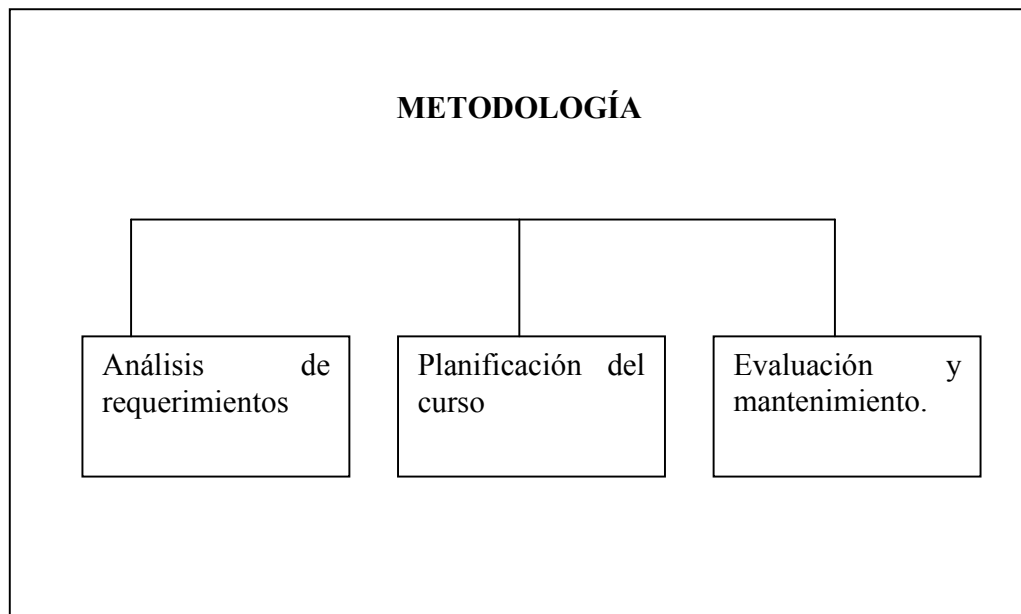 METODOLOGÍA
Análisis de
requerimientos
Planificación del
curso
Evaluación y
mantenimiento.